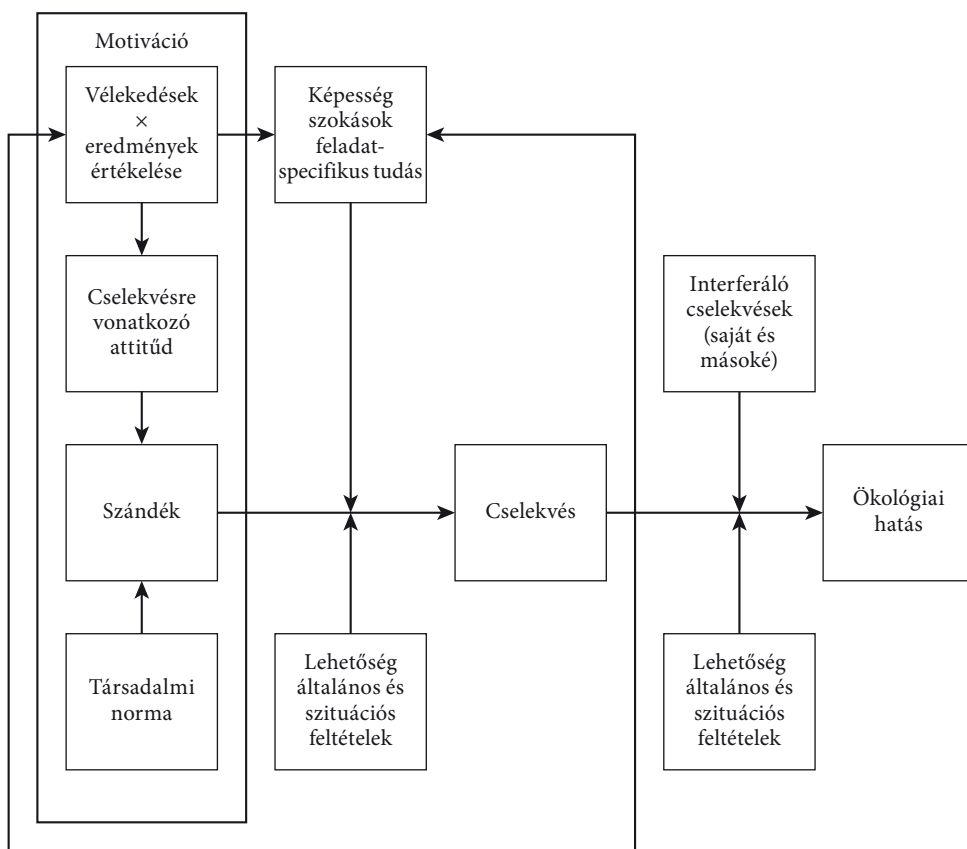 Motiváció
Vélekedések
×
eredmények
értékelése
Képesség
szokások
feladat-
specifikus tudás
Cselekvésre
vonatkozó
attitűd
Interferáló
cselekvések
(saját és
másoké)
Szándék
Cselekvés
Ökológiai
hatás
Társadalmi
norma
Lehetőség
általános és
szituációs
feltételek
Lehetőség
általános és
szituációs
feltételek